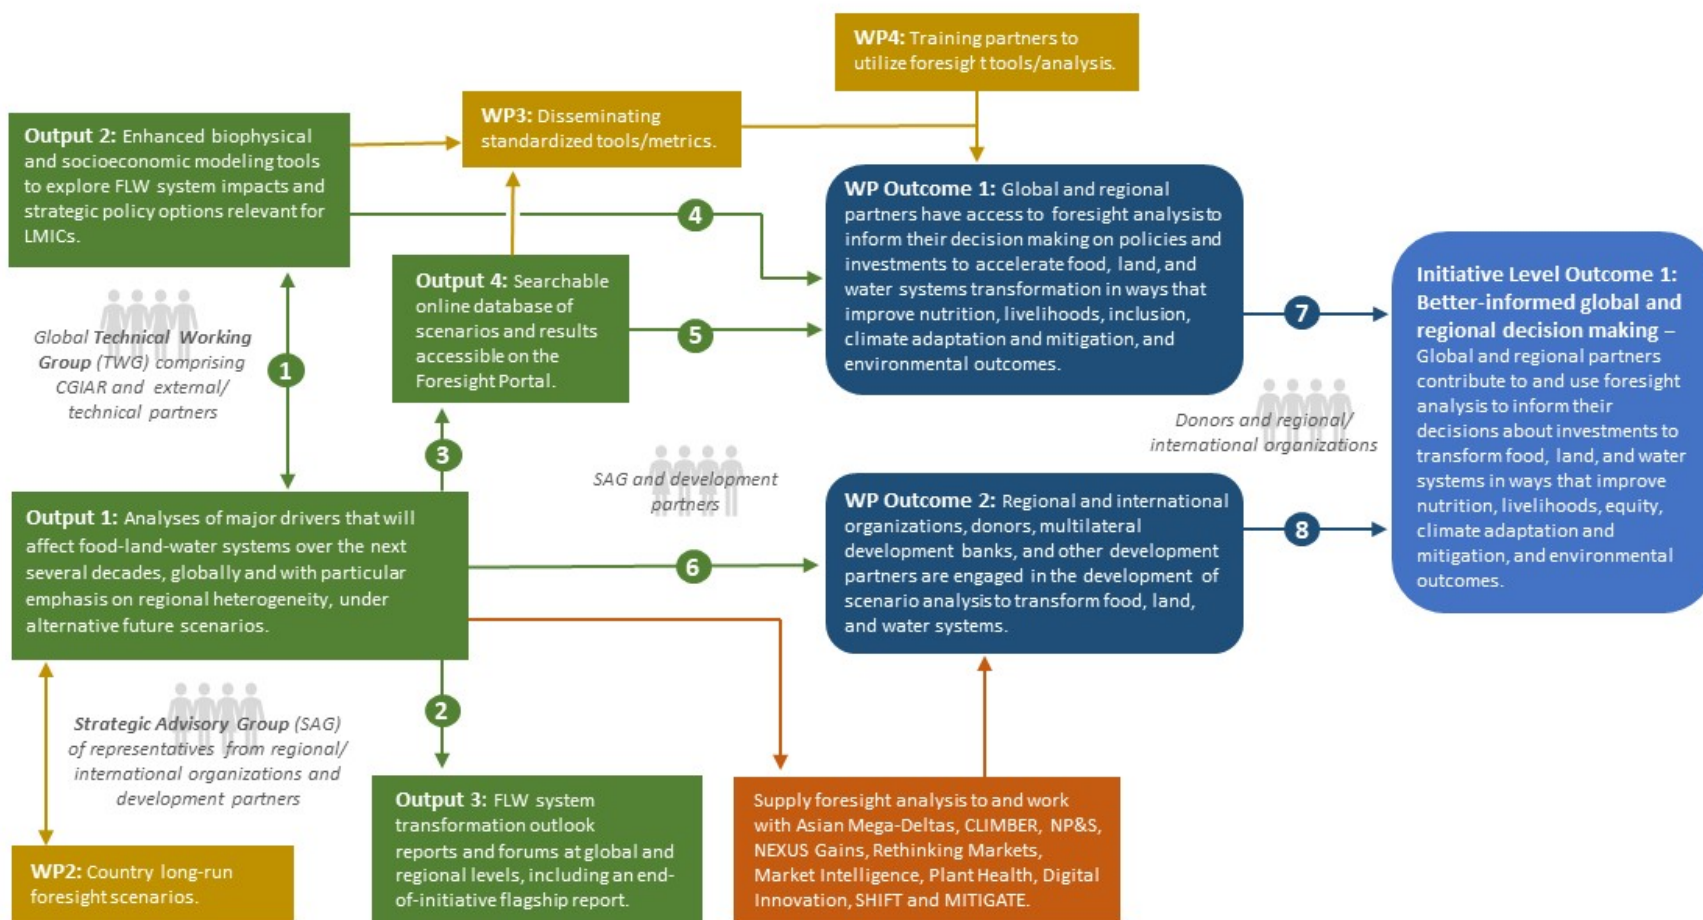 WP4: Training partners to
utilize foresight tools/analysis.
WP3: Disseminating
standardized tools/metrics.
Output 2: Enhanced biophysical
and socioeconomic modeling tools
to explore FLW system impacts and
strategic policy options relevant for
LMICs.
4
WP Outcome 1: Global and regional
partners have access to foresight analysis to
inform their decision making on policies and
investments to accelerate food, land, and
water systems transformation in ways that
improve nutrition, livelihoods, inclusion,
climate adaptation and mitigation, and
environmental outcomes.
Output 4: Searchable
online database of
scenarios and results
accessible on the
Foresight Portal.
5
7
Initiative Level Outcome 1:
Better-informed global and
regional decision making –
Global and regional partners
contribute to and use foresight
analysis to inform their
decisions about investments to
transform food, land, and water
systems in ways that improve
nutrition, livelihoods, equity,
climate adaptation and
mitigation, and environmental
outcomes.
Global Technical Working
Group (TWG) comprising
CGIAR and external/
technical partners
1
3
SAG and development
partners
Donors and regional/
international organizations
Output 1: Analyses of major drivers that will
affect food-land-water systems over the next
several decades, globally and with particular
emphasis on regional heterogeneity, under
alternative future scenarios.
6
WP Outcome 2: Regional and international
organizations, donors, multilateral
development banks, and other development
partners are engaged in the development of
scenario analysis to transform food, land,
and water systems.
8
Strategic Advisory Group (SAG)
of representatives from regional/
international organizations and
development partners
2
WP2: Country long-run
foresight scenarios.
Output 3: FLW system
transformation outlook
reports and forums at global and
regional levels, including an end-
of-initiative flagship report.
Supply foresight analysis to and work
with Asian Mega-Deltas, CLIMBER, NP&S,
NEXUS Gains, Rethinking Markets,
Market Intelligence, Plant Health, Digital
Innovation, SHIFT and MITIGATE.